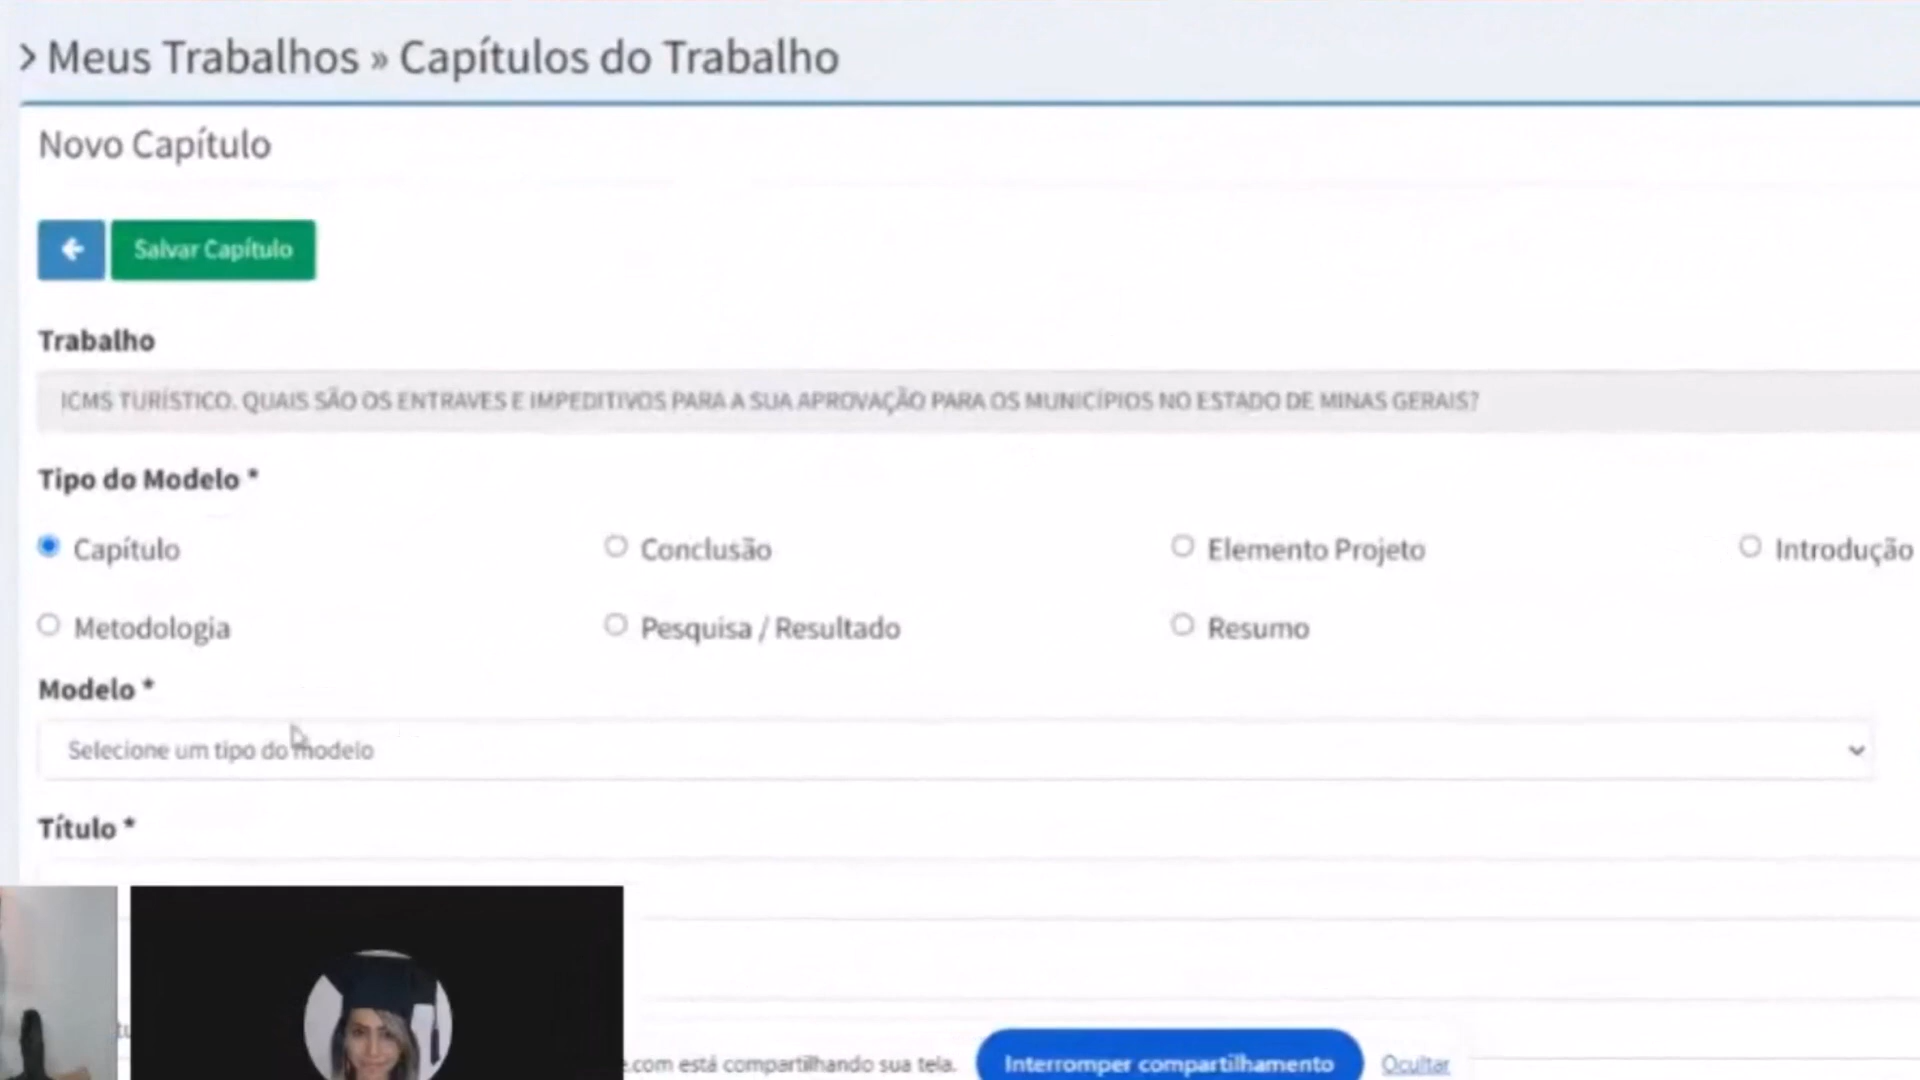 Meus Trabalhos » Capítulos do Trabalho
Novo Capítulo
Salvar Capítulo
Trabalho
ICMS TURÍSTICO. QUAIS SÃO OS ENTRAVES E IMPEDITIVOS PARA A SUA APROVAÇÃO PARA OS MUNICÍPIOS NO ESTADO DE MINAS GERAIS?
Tipo do Modelo *
Capítulo Conclusão Elemento Projeto Introdução
Metodologia Pesquisa / Resultado Resumo
Modelo *
Selecione um tipo do modelo
Título *
.com está compartilhando sua tela. Interromper compartilhamento Ocultar